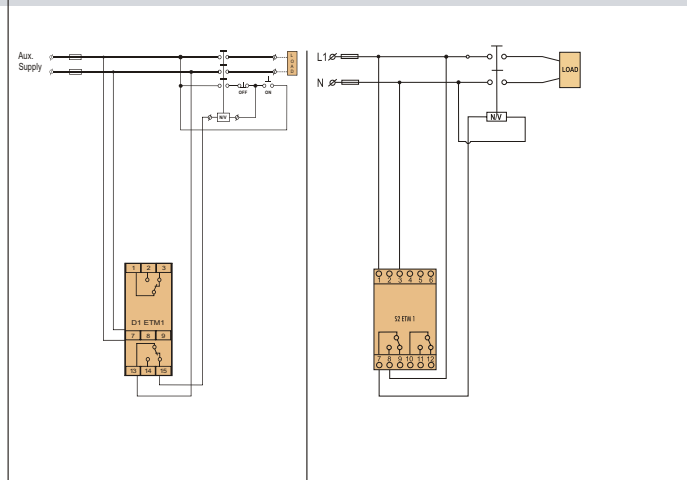 Aux.
Supply
LOAD
OFF
ON
N/V
1 2 3
D1 ETM1
7 8 9
13 14 15
L1
N
LOAD
N/V
1 2 3 4 5 6
S2 ETM 1
7 8 9 10 11 12